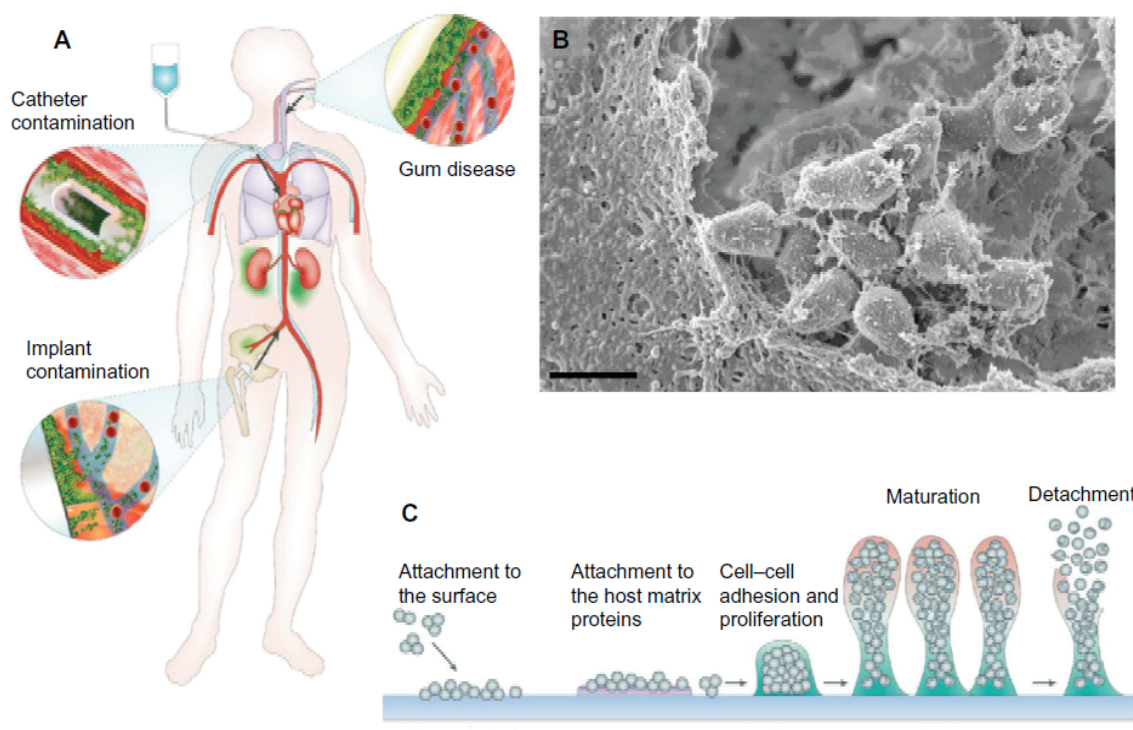 A
Catheter
contamination
Gum disease
Implant
contamination
B
C
Attachment to
the surface
Attachment to
the host matrix
proteins
Cell–cell
adhesion and
proliferation
Maturation
Detachment